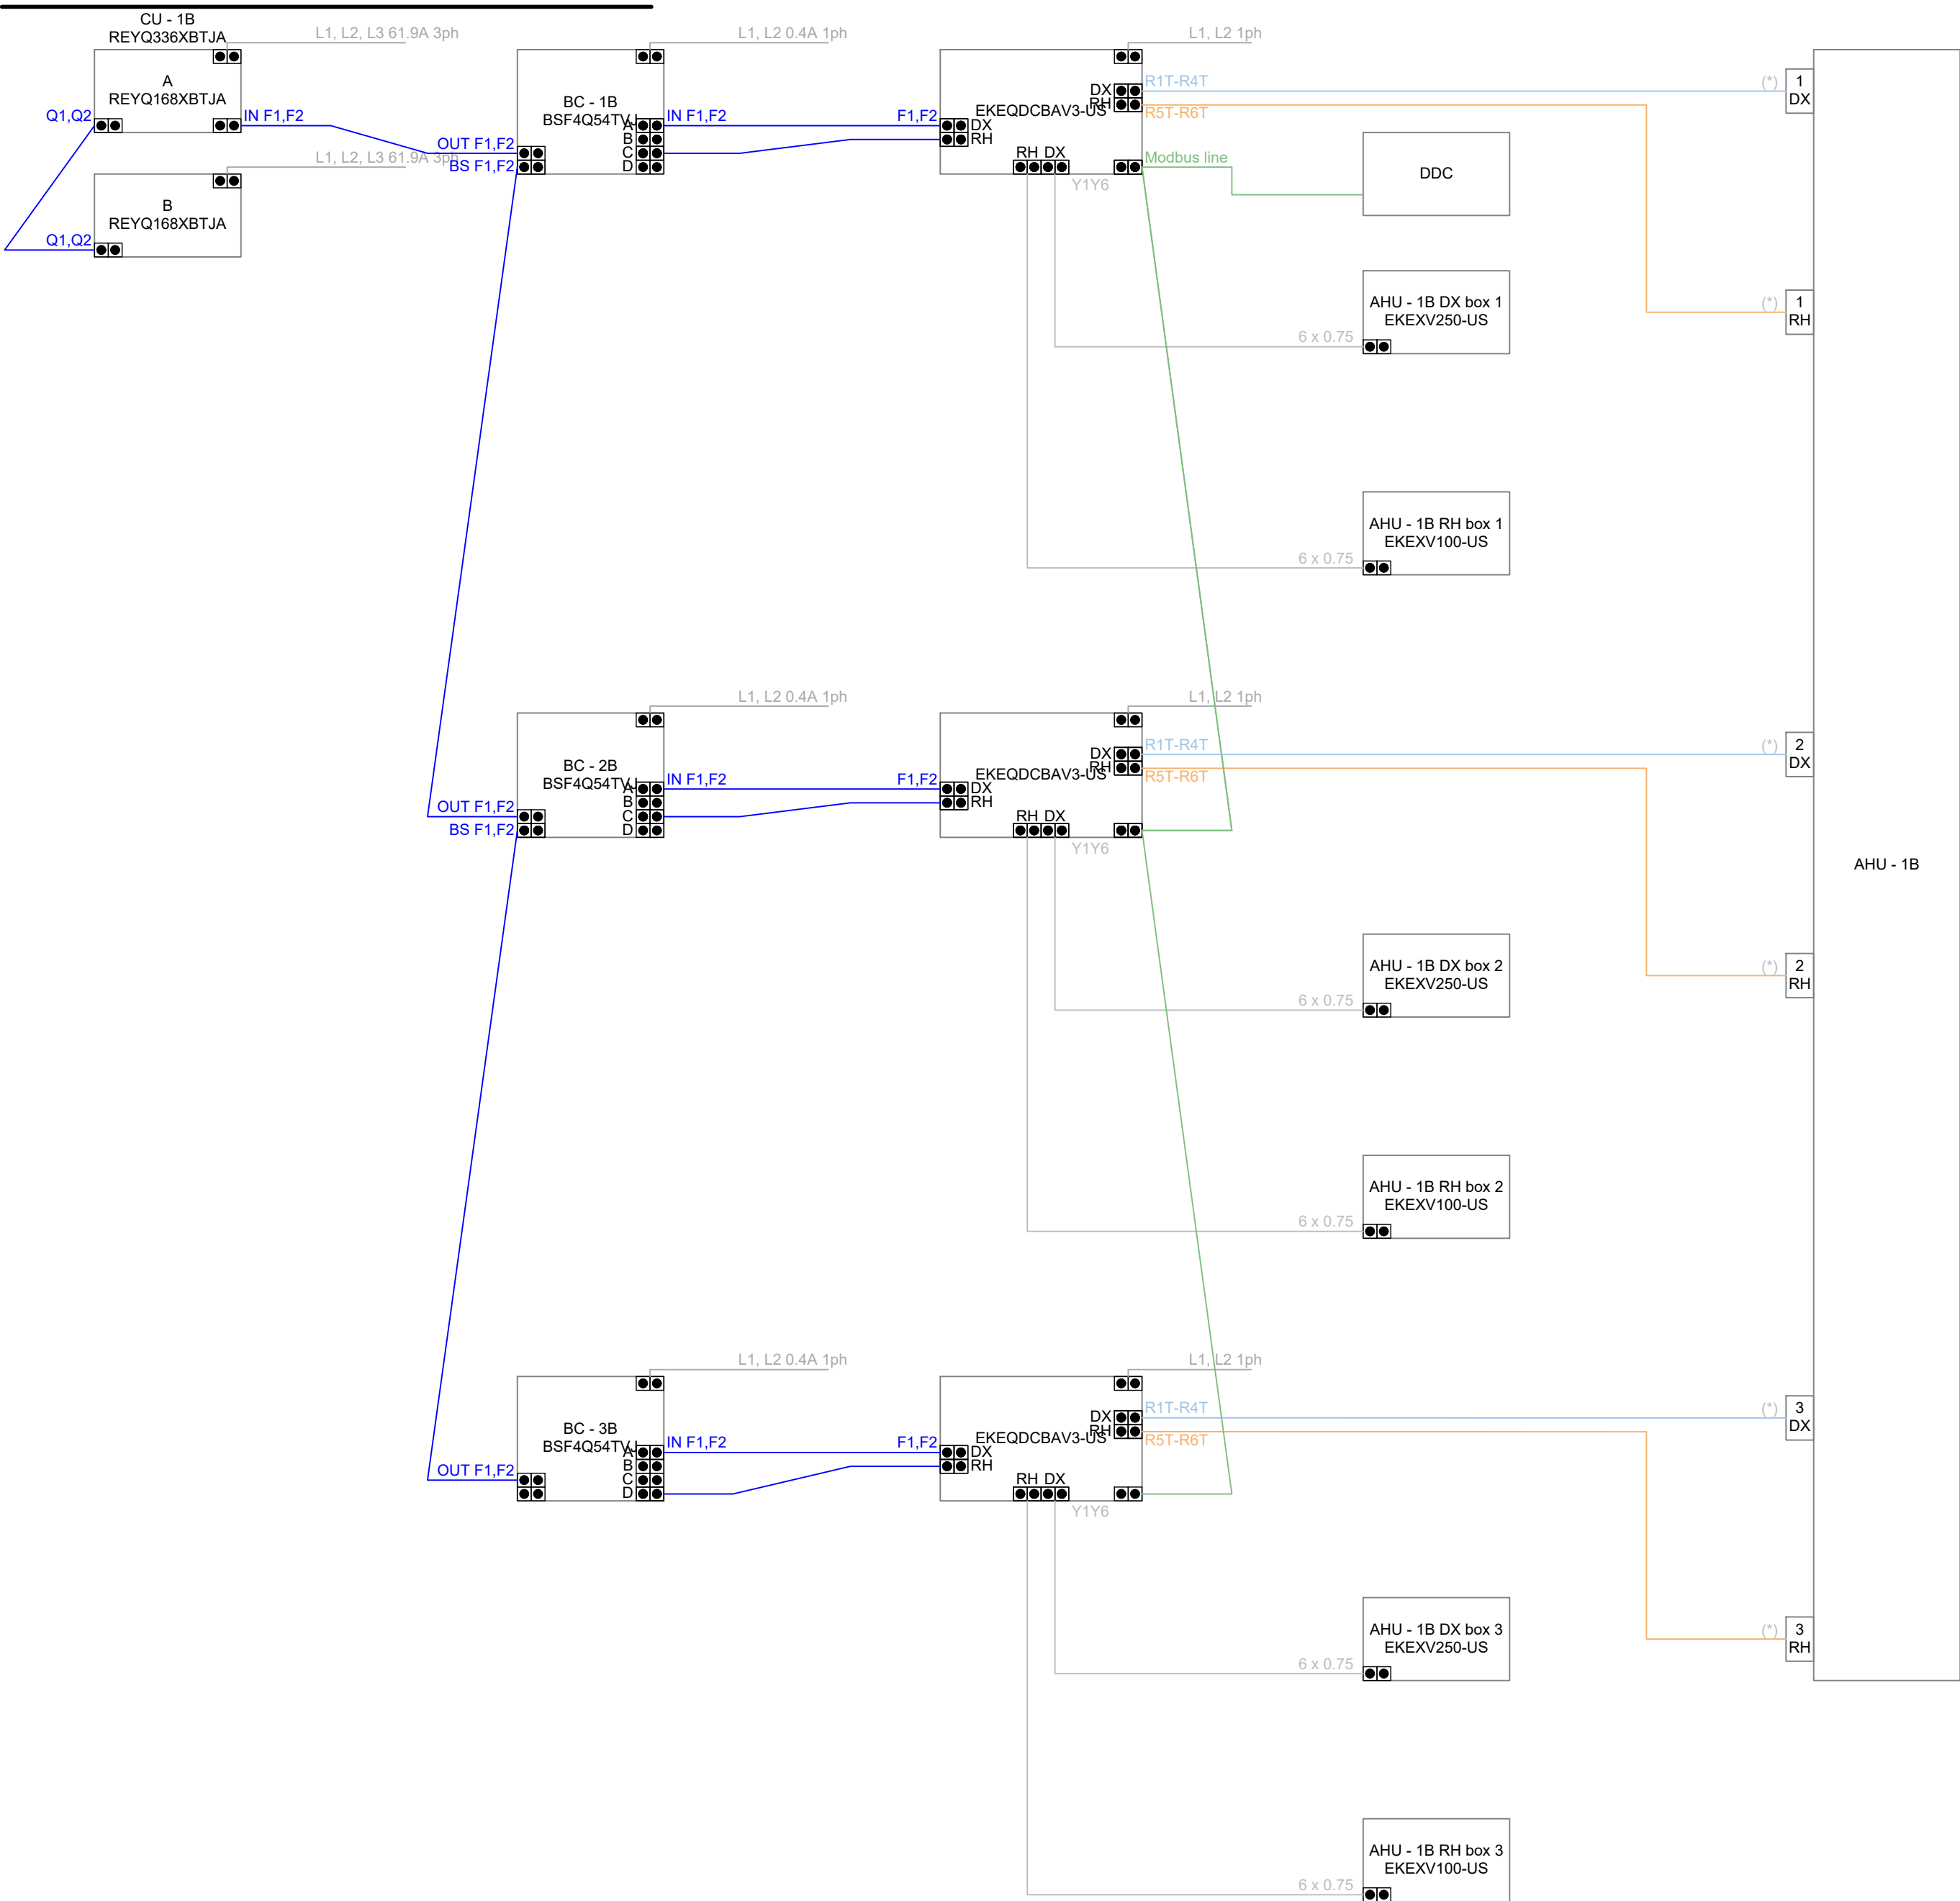 CU - 1B
REYQ336XBTJA
L1, L2, L3 61.9A 3ph
A
REYQ168XBTJA
Q1,Q2
IN F1,F2
L1, L2, L3 61.9A 3ph
B
REYQ168XBTJA
Q1,Q2
L1, L2 0.4A 1ph
BC - 1B
BSF4Q54TVJ
A
B
C
D
OUT F1,F2
BS F1,F2
IN F1,F2
F1,F2
L1, L2 1ph
EKEQDCBAV3-US
DX
RH
DX
RH
RH DX
Y1Y6
R1T-R4T
R5T-R6T
Modbus line
DDC
AHU - 1B DX box 1
EKEXV250-US
6 x 0.75
AHU - 1B RH box 1
EKEXV100-US
6 x 0.75
(*)
1
DX
(*)
1
RH
L1, L2 0.4A 1ph
BC - 2B
BSF4Q54TVJ
A
B
C
D
OUT F1,F2
BS F1,F2
IN F1,F2
F1,F2
L1, L2 1ph
EKEQDCBAV3-US
DX
RH
DX
RH
RH DX
Y1Y6
R1T-R4T
R5T-R6T
(*)
2
DX
AHU - 1B
AHU - 1B DX box 2
EKEXV250-US
6 x 0.75
(*)
2
RH
AHU - 1B RH box 2
EKEXV100-US
6 x 0.75
L1, L2 0.4A 1ph
BC - 3B
BSF4Q54TVJ
A
B
C
D
OUT F1,F2
IN F1,F2
F1,F2
L1, L2 1ph
EKEQDCBAV3-US
DX
RH
DX
RH
RH DX
Y1Y6
R1T-R4T
R5T-R6T
(*)
3
DX
AHU - 1B DX box 3
EKEXV250-US
6 x 0.75
(*)
3
RH
AHU - 1B RH box 3
EKEXV100-US
6 x 0.75